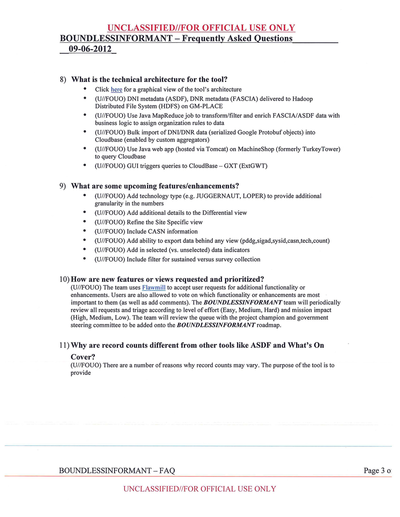 UNCLASSIFIED//FOR OFFICIAL USE ONLY
BOUNDLESSINFORMANT – Frequently Asked Questions
09-06-2012
8) What is the technical architecture for the tool?
• Click here for a graphical view of the tool's architecture
• (U//FOUO) DNI metadata (ASDF), DNR metadata (FASCIA) delivered to Hadoop
Distributed File System (HDFS) on GM-PLACE
• (U//FOUO) Use Java MapReduce job to transform/filter and enrich FASCIA/ASDF data with
business logic to assign organization rules to data
• (U//FOUO) Bulk import of DNI/DNR data (serialized Google Protobuf objects) into
Cloudbase (enabled by custom aggregators)
• (U//FOUO) Use Java web app (hosted via Tomcat) on MachineShop (formerly TurkeyTower)
to query Cloudbase
• (U//FOUO) GUI triggers queries to CloudBase – GXT (ExtGWT)
9) What are some upcoming features/enhancements?
• (U//FOUO) Add technology type (e.g. JUGGERNAUT, LOPER) to provide additional
granularity in the numbers
• (U//FOUO) Add additional details to the Differential view
• (U//FOUO) Refine the Site Specific view
• (U//FOUO) Include CASN information
• (U//FOUO) Add ability to export data behind any view (pddg,sigad,sysid,casn,tech,count)
• (U//FOUO) Add in selected (vs. unselected) data indicators
• (U//FOUO) Include filter for sustained versus survey collection
10) How are new features or views requested and prioritized?
(U//FOUO) The team uses Flawmill to accept user requests for additional functionality or
enhancements. Users are also allowed to vote on which functionality or enhancements are most
important to them (as well as add comments). The BOUNDLESSINFORMANT team will periodically
review all requests and triage according to level of effort (Easy, Medium, Hard) and mission impact
(High, Medium, Low). The team will review the queue with the project champion and government
steering committee to be added onto the BOUNDLESSINFORMANT roadmap.
11) Why are record counts different from other tools like ASDF and What's On
Cover?
(U//FOUO) There are a number of reasons why record counts may vary. The purpose of the tool is to
provide
BOUNDLESSINFORMANT – FAQ Page 3 o
UNCLASSIFIED//FOR OFFICIAL USE ONLY